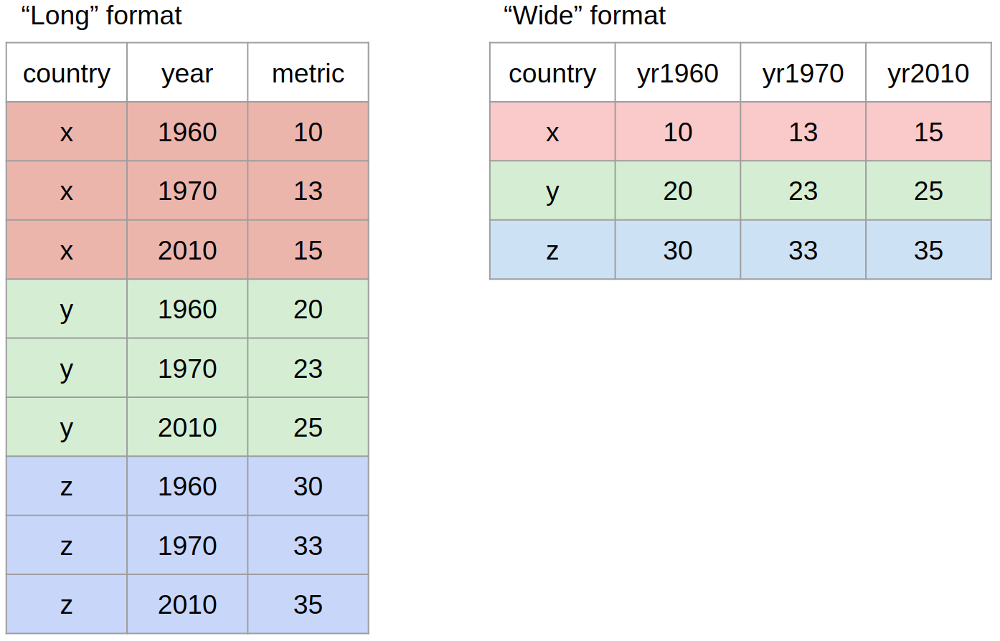 “Long” format
country year metric
x 1960 10
x 1970 13
x 2010 15
y 1960 20
y 1970 23
y 2010 25
z 1960 30
z 1970 33
z 2010 35
“Wide” format
country yr1960 yr1970 yr2010
x 10 13 15
y 20 23 25
z 30 33 35